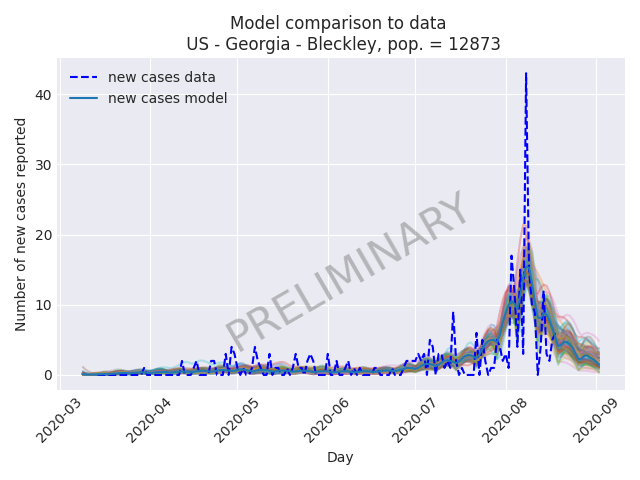 Model comparison to data
US - Georgia - Bleckley, pop. = 12873
new cases data
new cases model
PRELIMINARY
Number of new cases reported
40
30
20
10
0
2020-03
2020-04
2020-05
2020-06
2020-07
2020-08
2020-09
Day